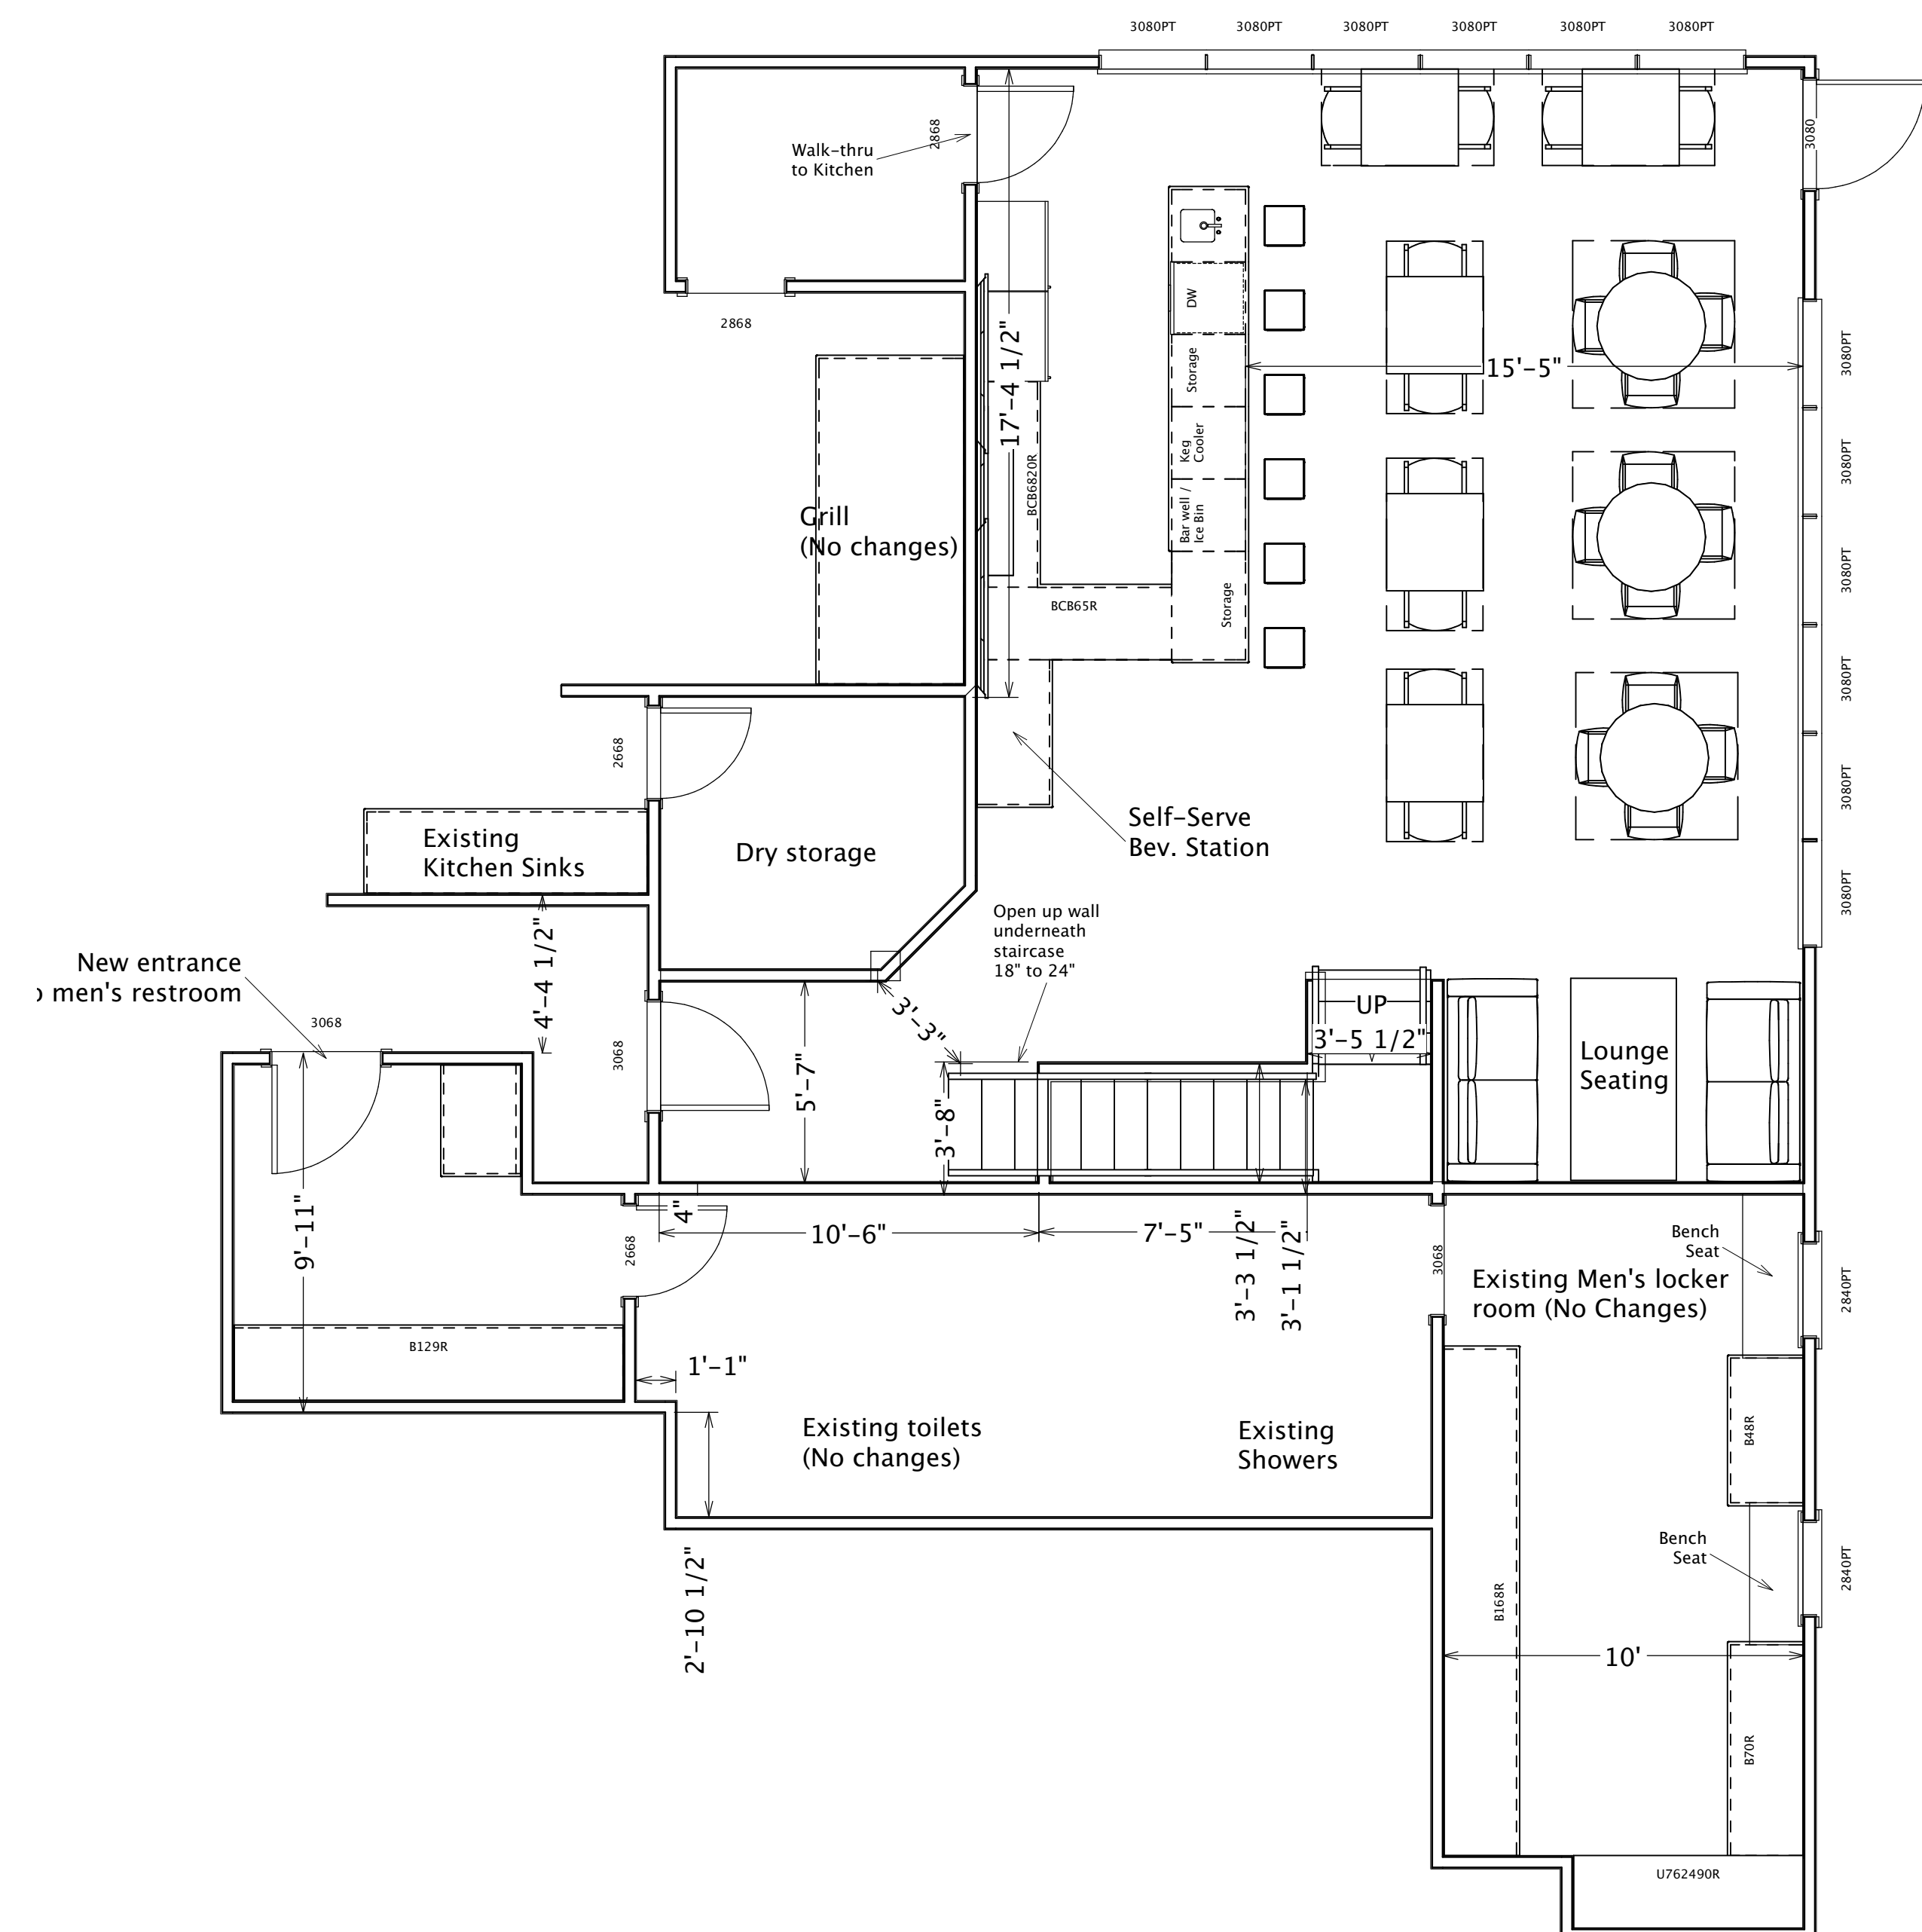 3080PT
3080PT
3080PT
3080PT
3080PT
3080PT
2868
3080
Walk-thru
to Kitchen
2868
DW
17'-4 1/2"
Storage
15'-5"
3080PT
Keg
Cooler
3080PT
BCB6820R
Bar well /
Ice Bin
Grill
(No changes)
3080PT
BCB65R
Storage
3080PT
2668
3080PT
Self-Serve
Bev. Station
Existing
Kitchen Sinks
Dry storage
3080PT
Open up wall
underneath
staircase
18" to 24"
4'-4 1/2"
New entrance
men's restroom
3068
3068
3'-3"
UP
3'-5 1/2"
Lounge
Seating
5'-7"
3'-8"
9'-11"
4"
2668
10'-6"
7'-5"
3'-3 1/2"
3'-1 1/2"
3068
Bench
Seat
Existing Men's locker
room (No Changes)
2840PT
B129R
1'-1"
Existing toilets
(No changes)
Existing
Showers
B48R
2'-10 1/2"
Bench
Seat
2840PT
B168R
10'
B70R
U762490R